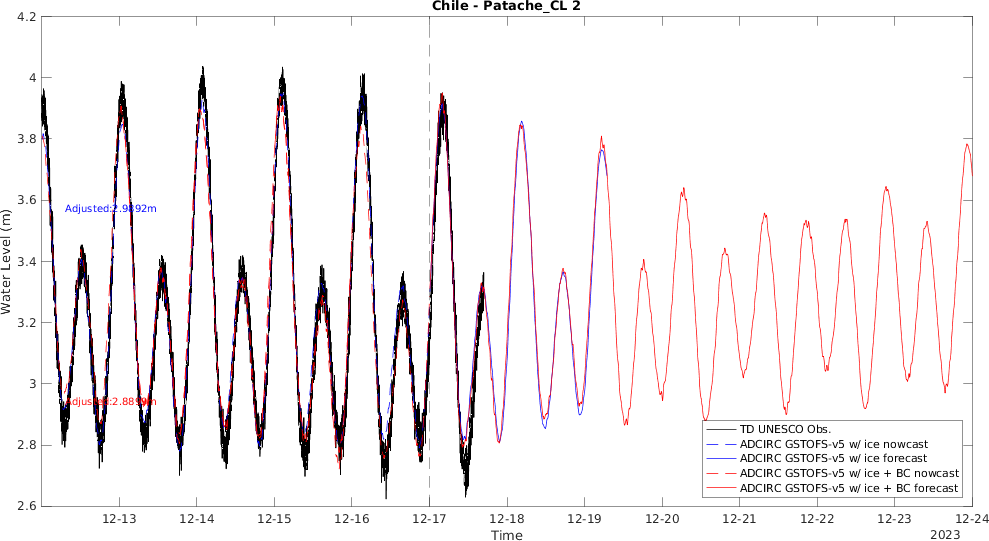 Chile - Patache_CL 2
4.2
4
3.8
3.6
3.4
3.2
3
2.8
2.6
Water Level (m)
Adjusted:2.9892m
TD UNESCO Obs.
ADCIRC GSTOFS-v5 w/ ice nowcast
ADCIRC GSTOFS-v5 w/ ice forecast
ADCIRC GSTOFS-v5 w/ ice + BC nowcast
ADCIRC GSTOFS-v5 w/ ice + BC forecast
12-13
12-14
12-15
12-16
12-17
12-18
12-19
12-20
12-21
12-22
12-23
12-24
Time
2023